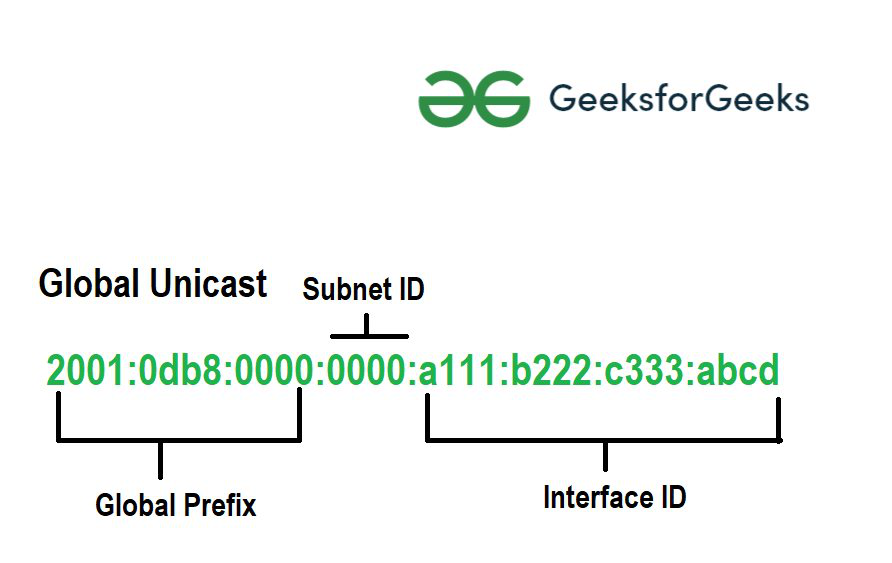 GeeksforGeeks
Global Unicast
Subnet ID
2001:0db8:0000:0000:a111:b222:c333:abcd
Global Prefix
Interface ID